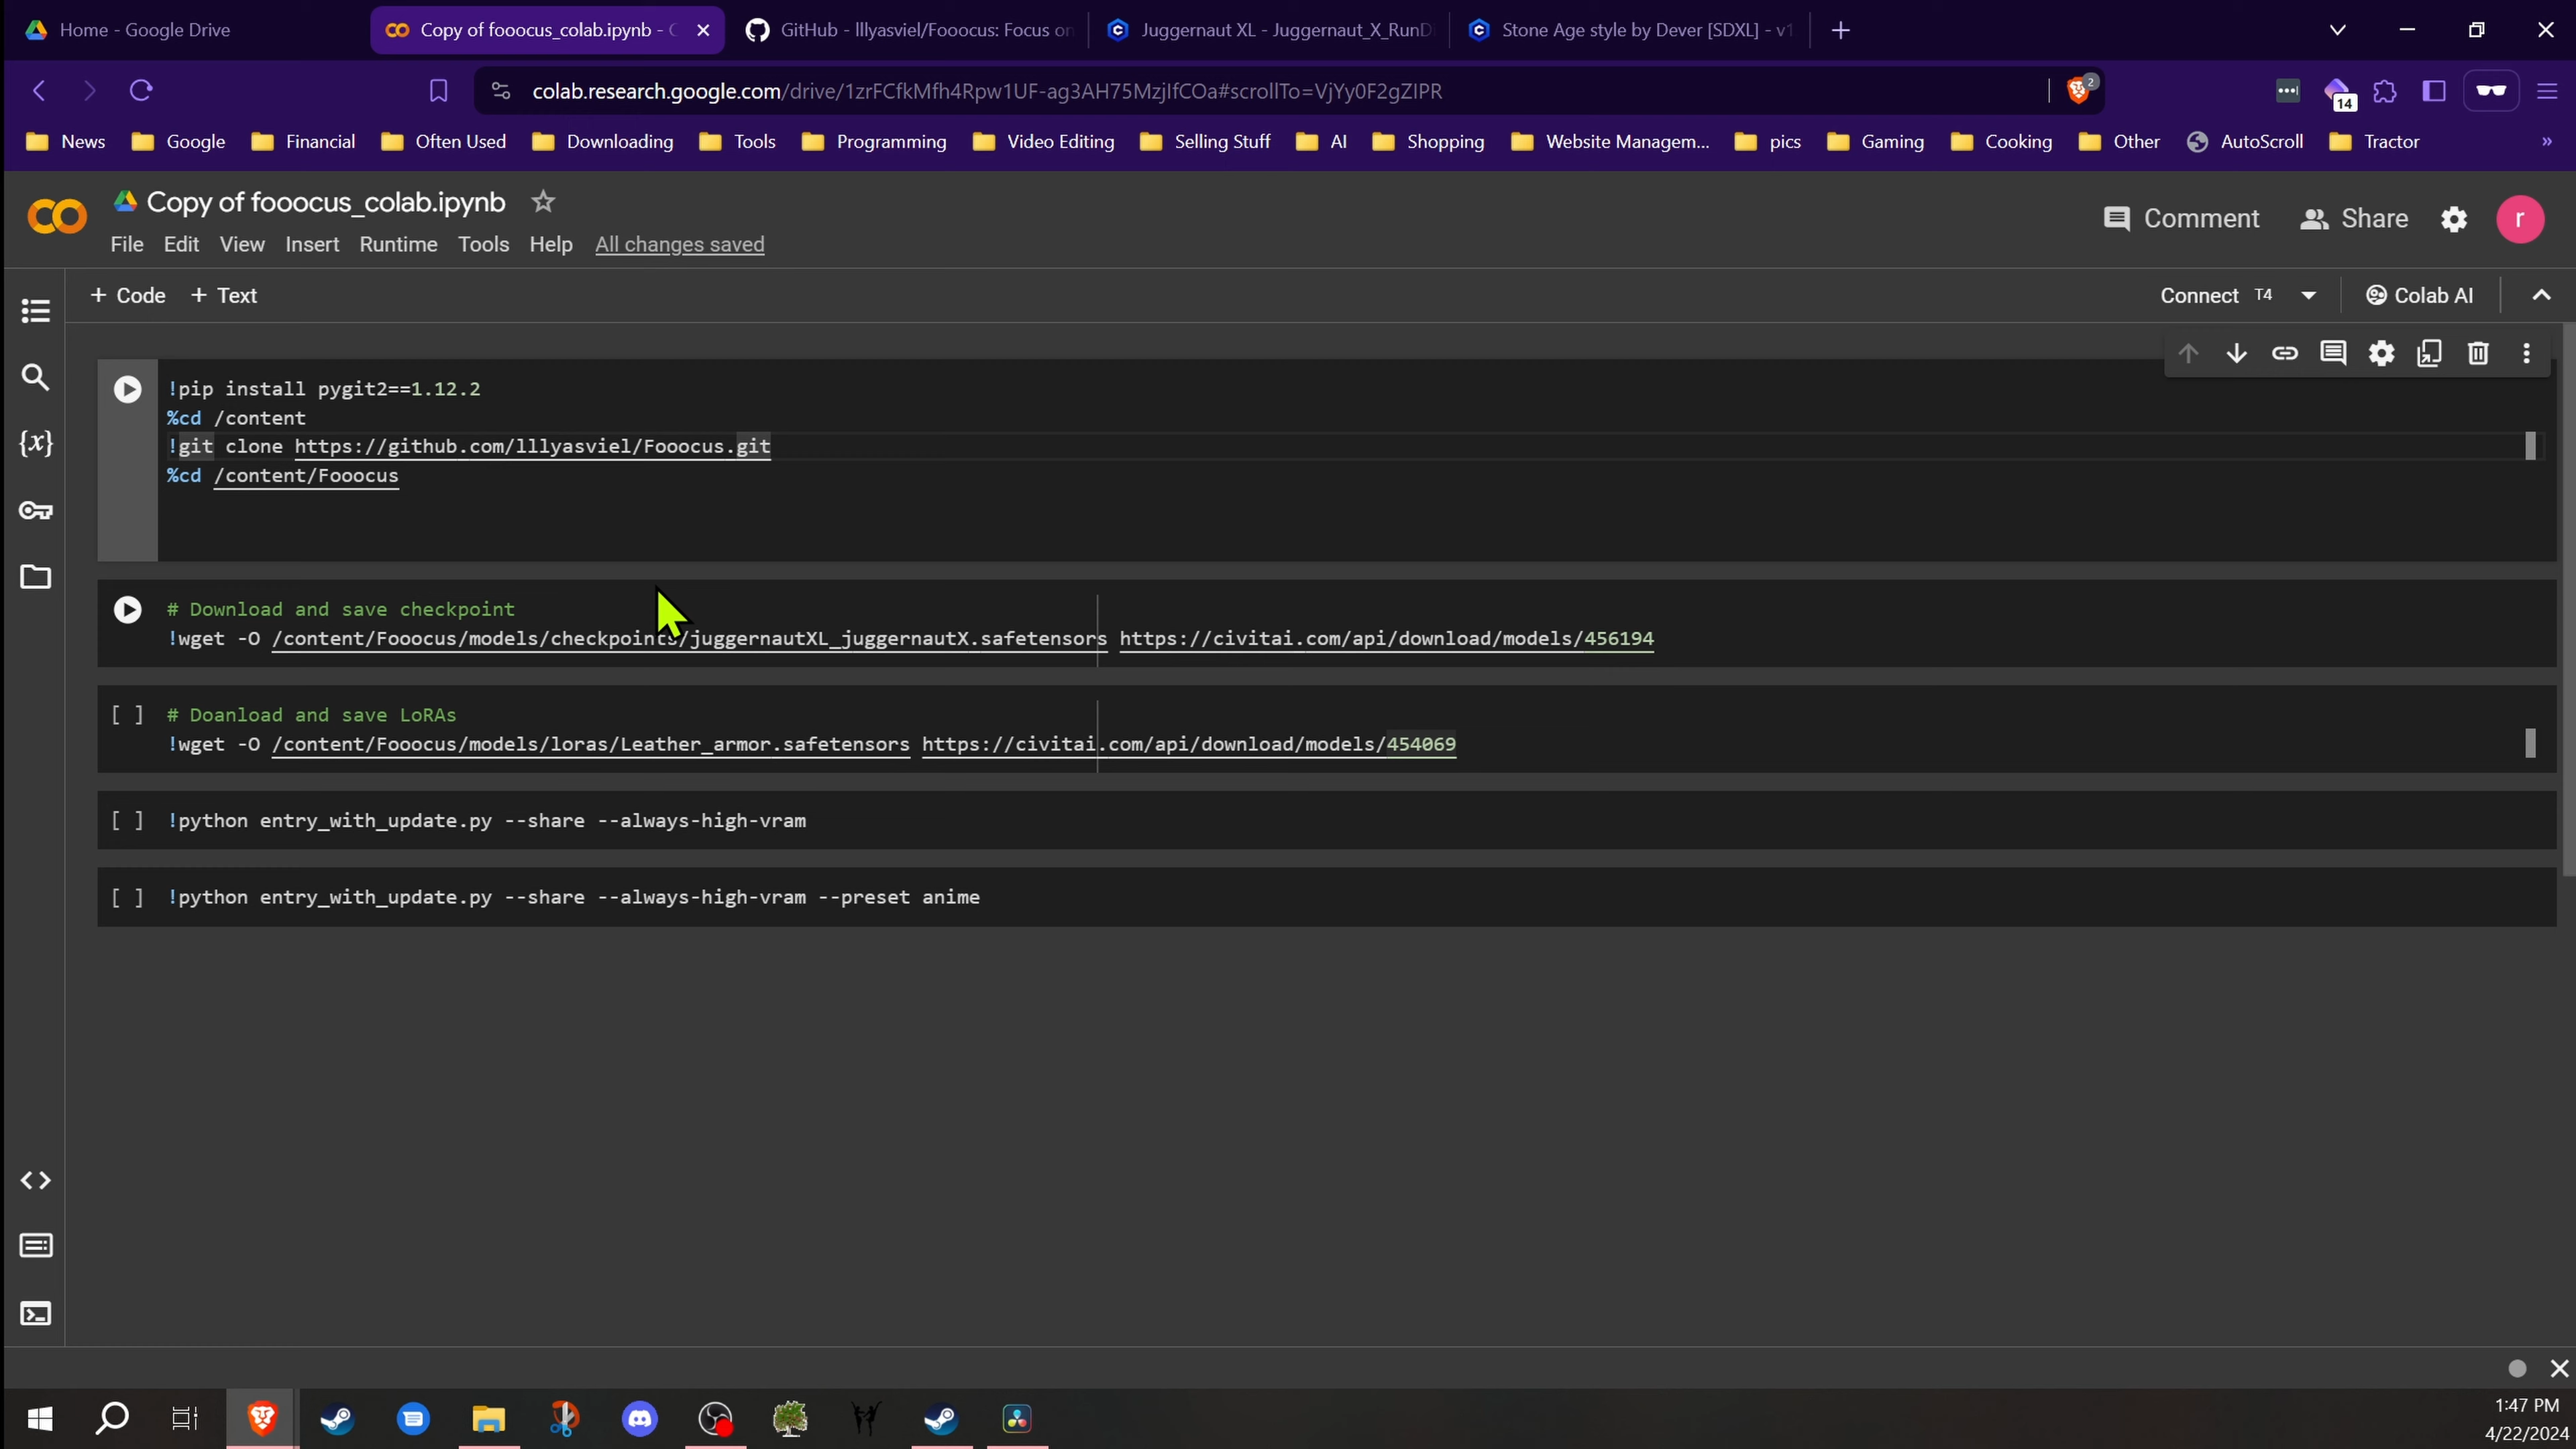 Home - Google Drive
Copy of fooocus_colab.ipynb - C
GitHub - lllyasviel/Fooocus: Focus on
Juggernaut XL - Juggernaut_X_RunD
Stone Age style by Dever [SDXL] - v1
colab.research.google.com/drive/1zrFCfkMfh4Rpw1UF-ag3AH75MzjIfCOa#scrollTo=VjYy0F2gZIPR
2
14
News
Google
Financial
Often Used
Downloading
Tools
Programming
Video Editing
Selling Stuff
AI
Shopping
Website Managem...
pics
Gaming
Cooking
Other
AutoScroll
Tractor
»
CO
Copy of fooocus_colab.ipynb
Comment
Share
r
File Edit View Insert Runtime Tools Help All changes saved
+ Code + Text
Connect T4
Colab AI
!pip install pygit2==1.12.2
%cd /content
!git clone https://github.com/lllyasviel/Fooocus.git
%cd /content/Fooocus
# Download and save checkpoint
!wget -O /content/Fooocus/models/checkpoints/juggernautXL_juggernautX.safetensors https://civitai.com/api/download/models/456194
[ ] # Doanload and save LoRAs
!wget -O /content/Fooocus/models/loras/Leather_armor.safetensors https://civitai.com/api/download/models/454069
[ ] !python entry_with_update.py --share --always-high-vram
[ ] !python entry_with_update.py --share --always-high-vram --preset anime
{x}
1:47 PM
4/22/2024